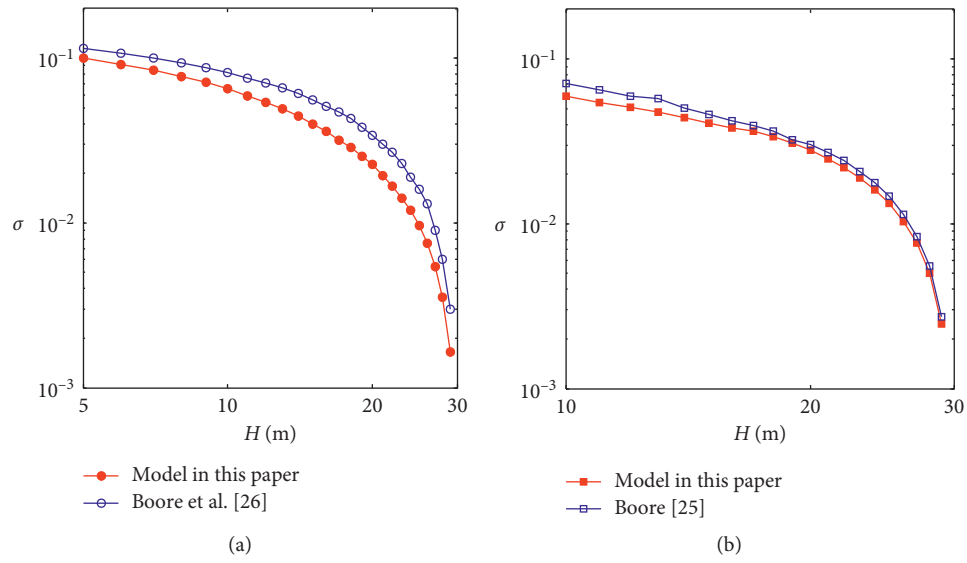 10⁻¹
σ
10⁻²
10⁻³
5
10
20
30
H (m)
Model in this paper
Boore et al. [26]
(a)
10⁻¹
σ
10⁻²
10⁻³
10
20
30
H (m)
Model in this paper
Boore [25]
(b)